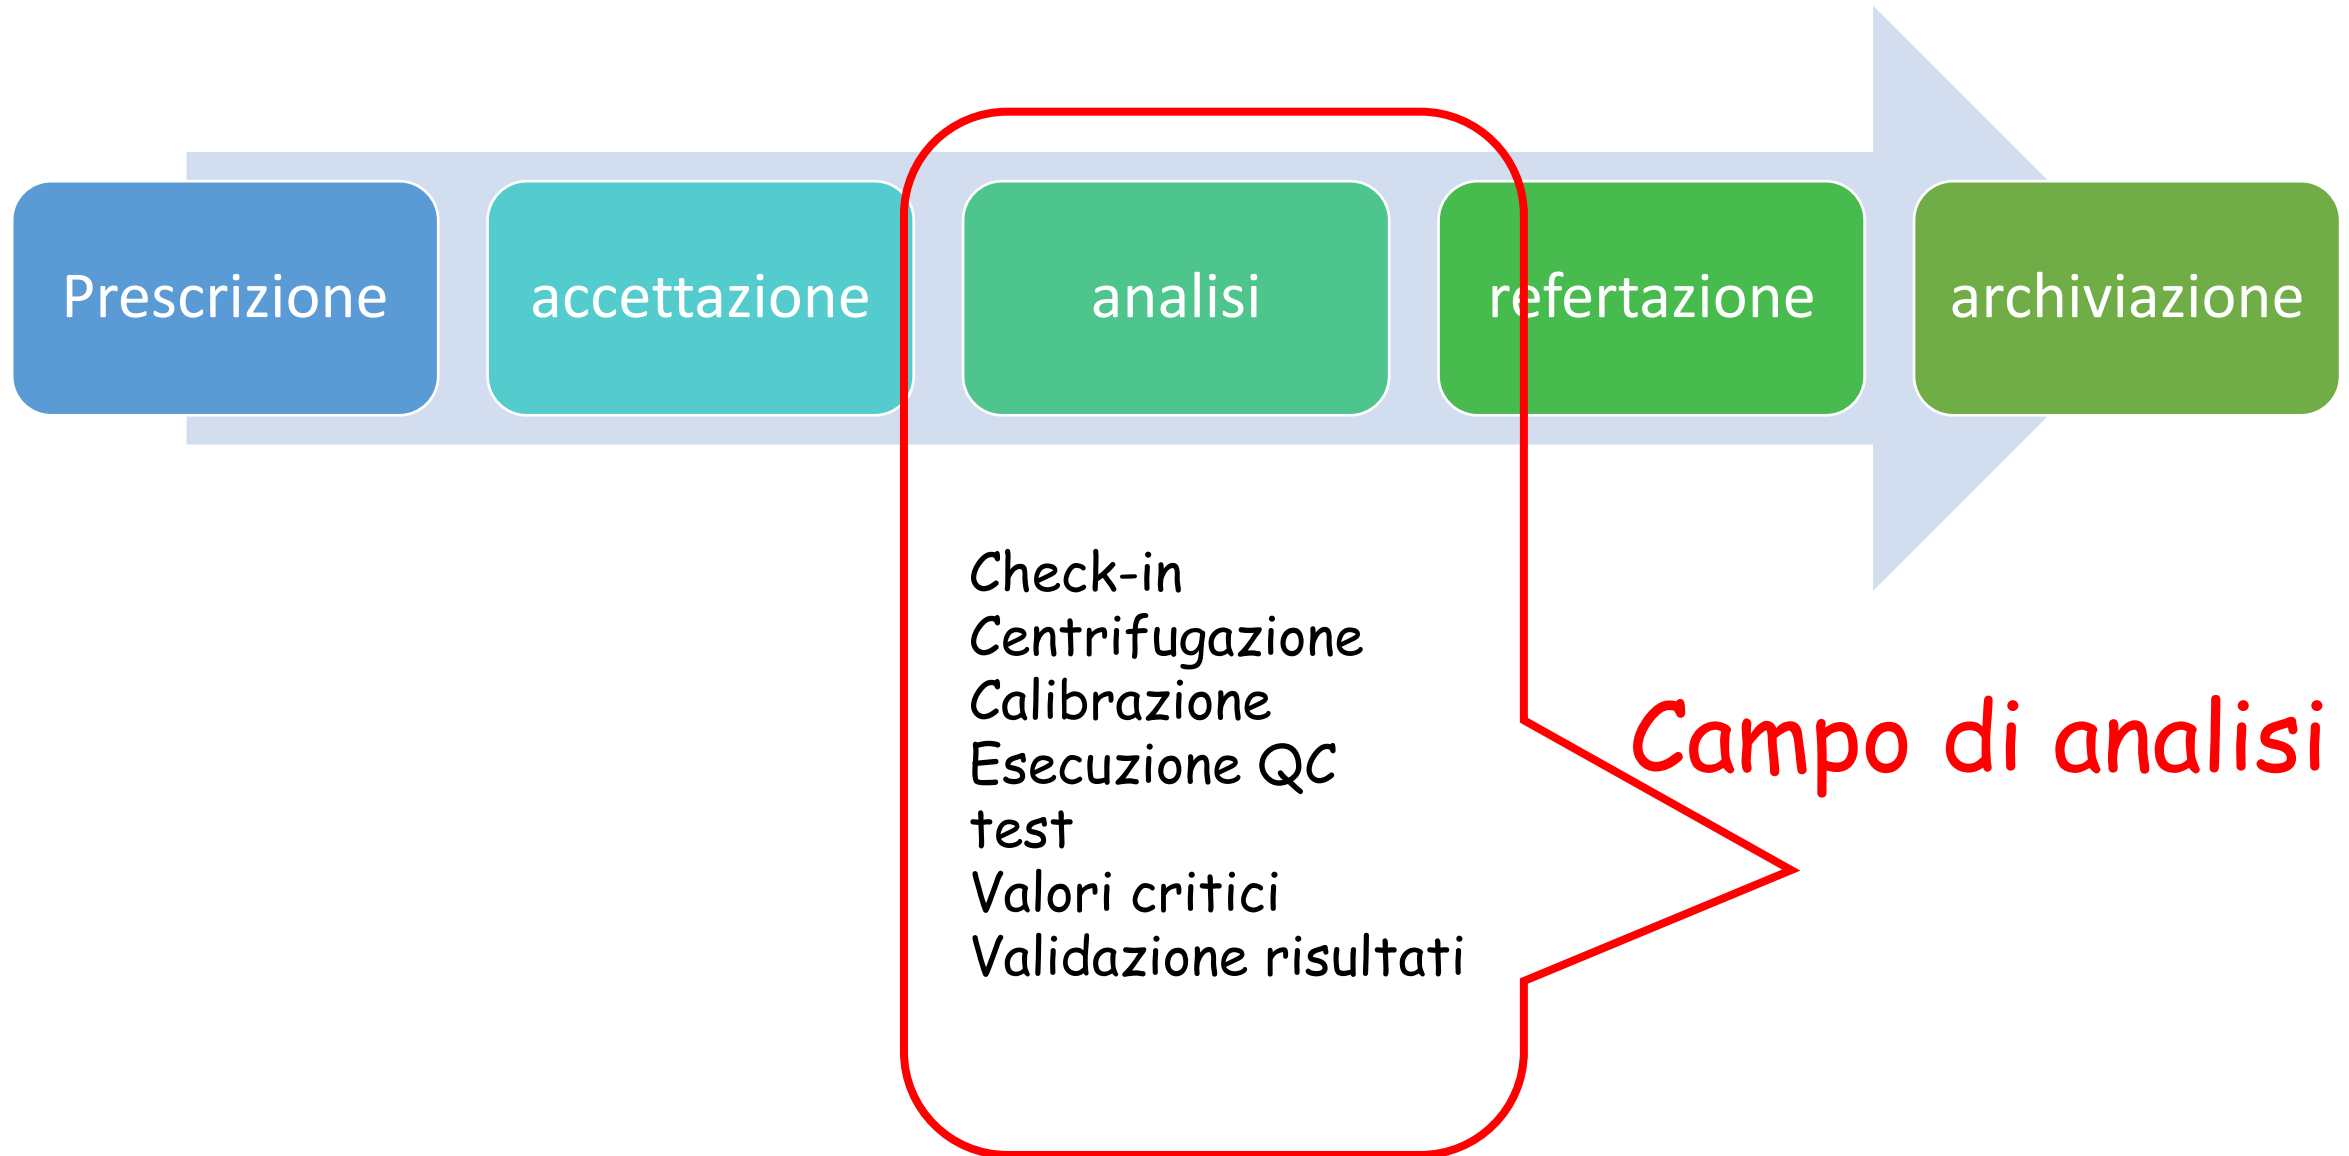 Prescrizione
accettazione
analisi
refertazione
archiviazione
Check-in
Centrifugazione
Calibrazione
Esecuzione QC
test
Valori critici
Validazione risultati
Campo di analisi